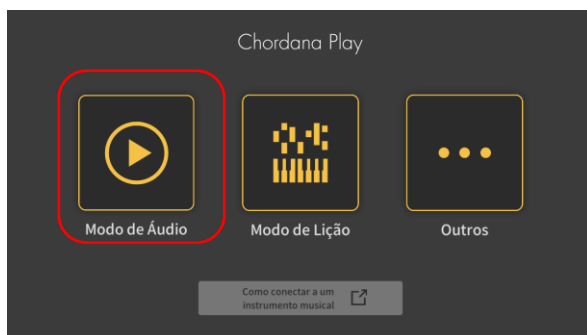 Chordana Play
Modo de Áudio
Modo de Lição
Outros
Como conectar a um
instrumento musical